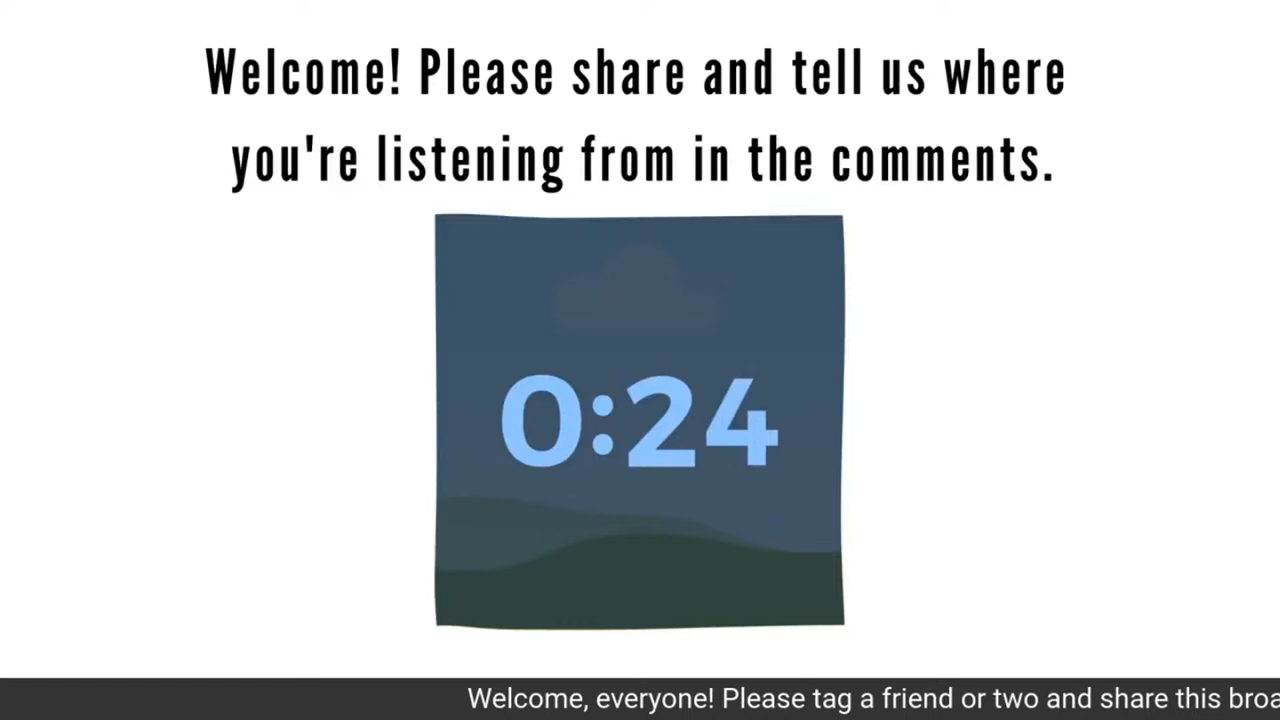 Welcome! Please share and tell us where
you're listening from in the comments.
0:24
Welcome, everyone! Please tag a friend or two and share this